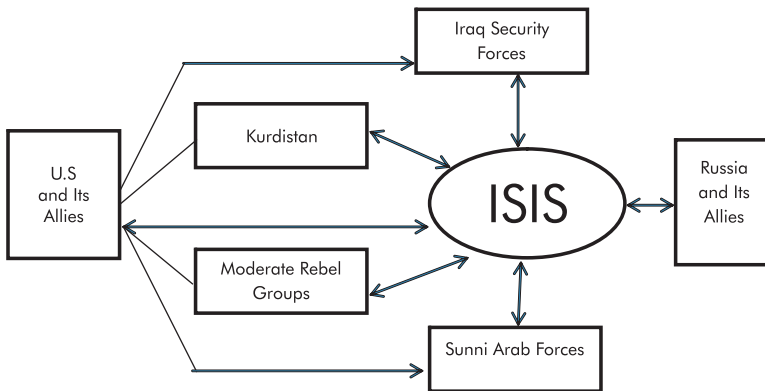 Iraq Security
Forces
Kurdistan
U.S
and Its
Allies
ISIS
Russia
and Its
Allies
Moderate Rebel
Groups
Sunni Arab Forces